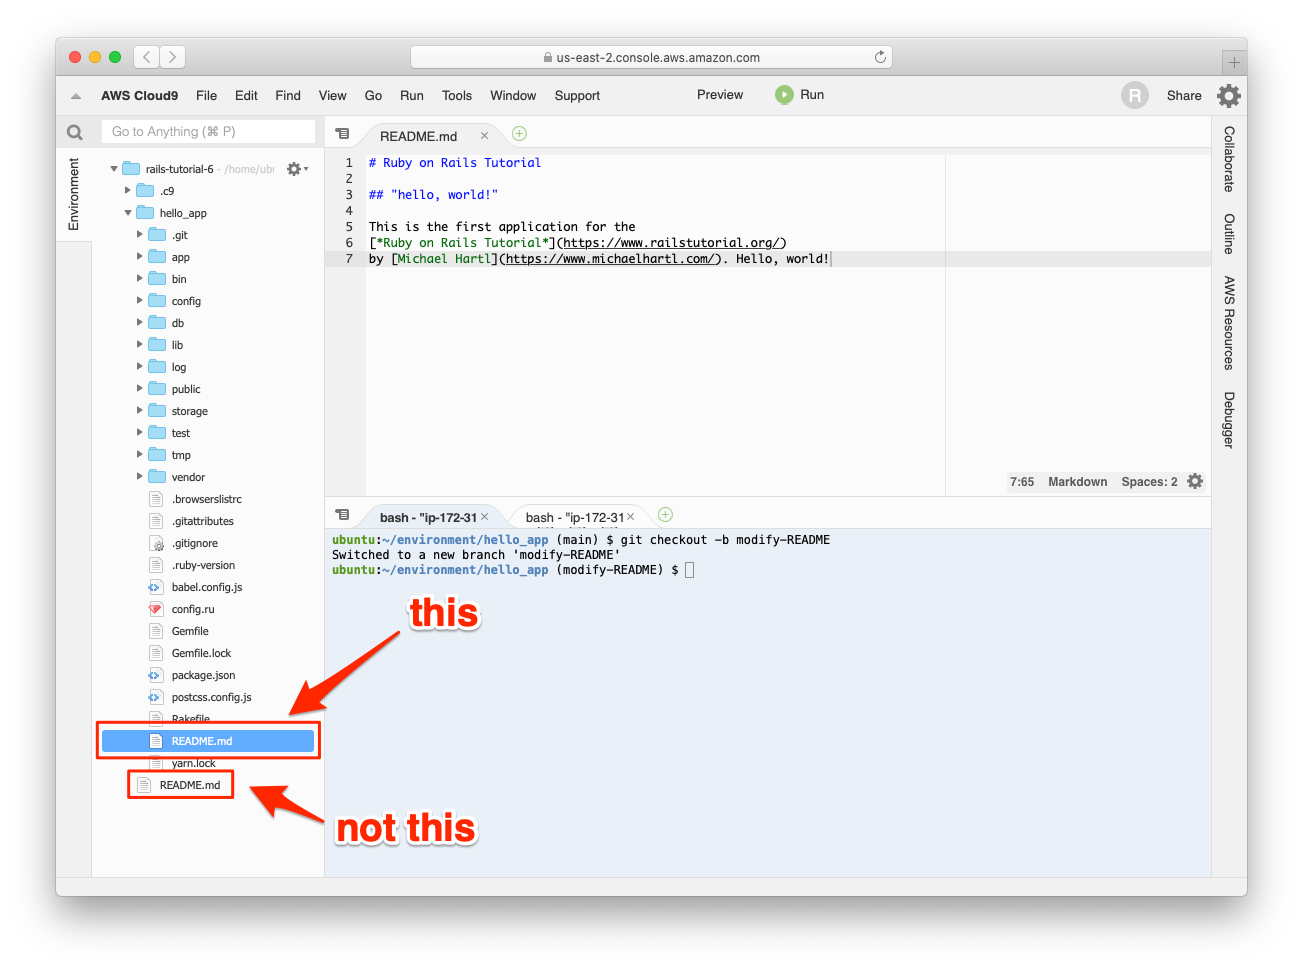 us-east-2.console.aws.amazon.com
AWS Cloud9 File Edit Find View Go Run Tools Window Support Preview Run R Share
Go to Anything (⌘ P)
Environment
rails-tutorial-6 - /home/ubu
.c9
hello_app
.git
app
bin
config
db
lib
log
public
storage
test
tmp
vendor
.browserslistrc
.gitattributes
.gitignore
.ruby-version
babel.config.js
config.ru
Gemfile
Gemfile.lock
package.json
postcss.config.js
Rakefile
README.md
yarn.lock
README.md
README.md
1 # Ruby on Rails Tutorial
2
3 ## "hello, world!"
4
5 This is the first application for the
6 [*Ruby on Rails Tutorial*](https://www.railstutorial.org/)
7 by [Michael Hartl](https://www.michaelhartl.com/). Hello, world!
7:65 Markdown Spaces: 2
bash - "ip-172-31 bash - "ip-172-31
ubuntu:~/environment/hello_app (main) $ git checkout -b modify-README
Switched to a new branch 'modify-README'
ubuntu:~/environment/hello_app (modify-README) $
this
not this
Collaborate
Outline
AWS Resources
Debugger